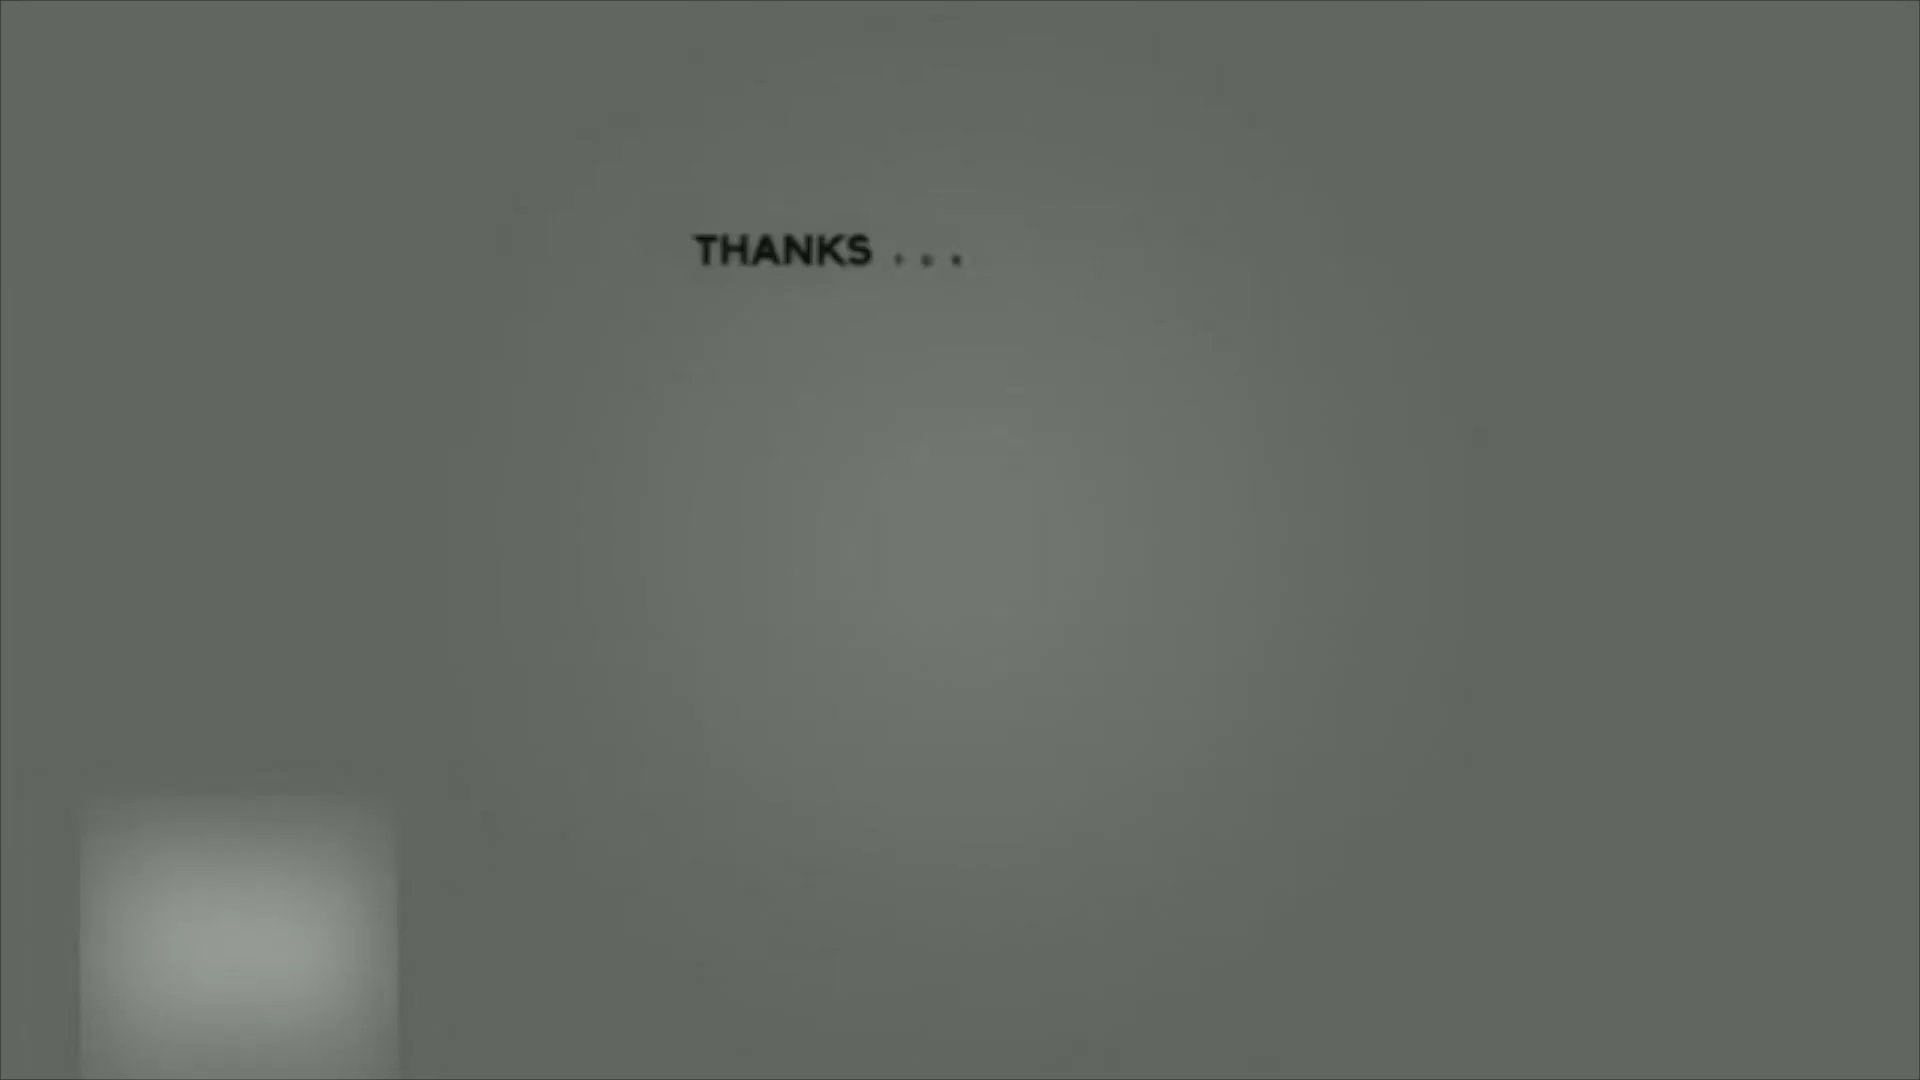 THANKS . . .